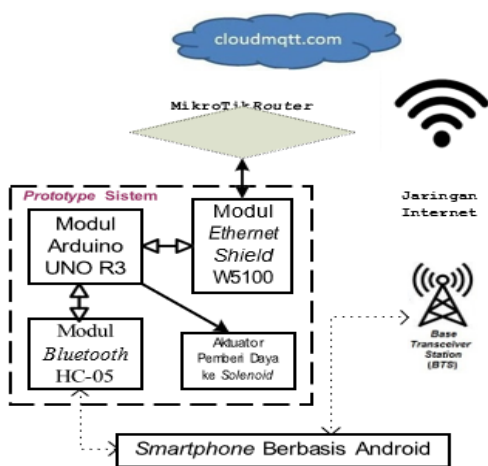 cloudmqtt.com
MikroTikRouter
Jaringan
Internet
Prototype Sistem
Modul
Arduino
UNO R3
Modul
Ethernet
Shield
W5100
Modul
Bluetooth
HC-05
Aktuator
Pemberi Daya
ke Solenoid
Base
Transceiver
Station
(BTS)
Smartphone Berbasis Android